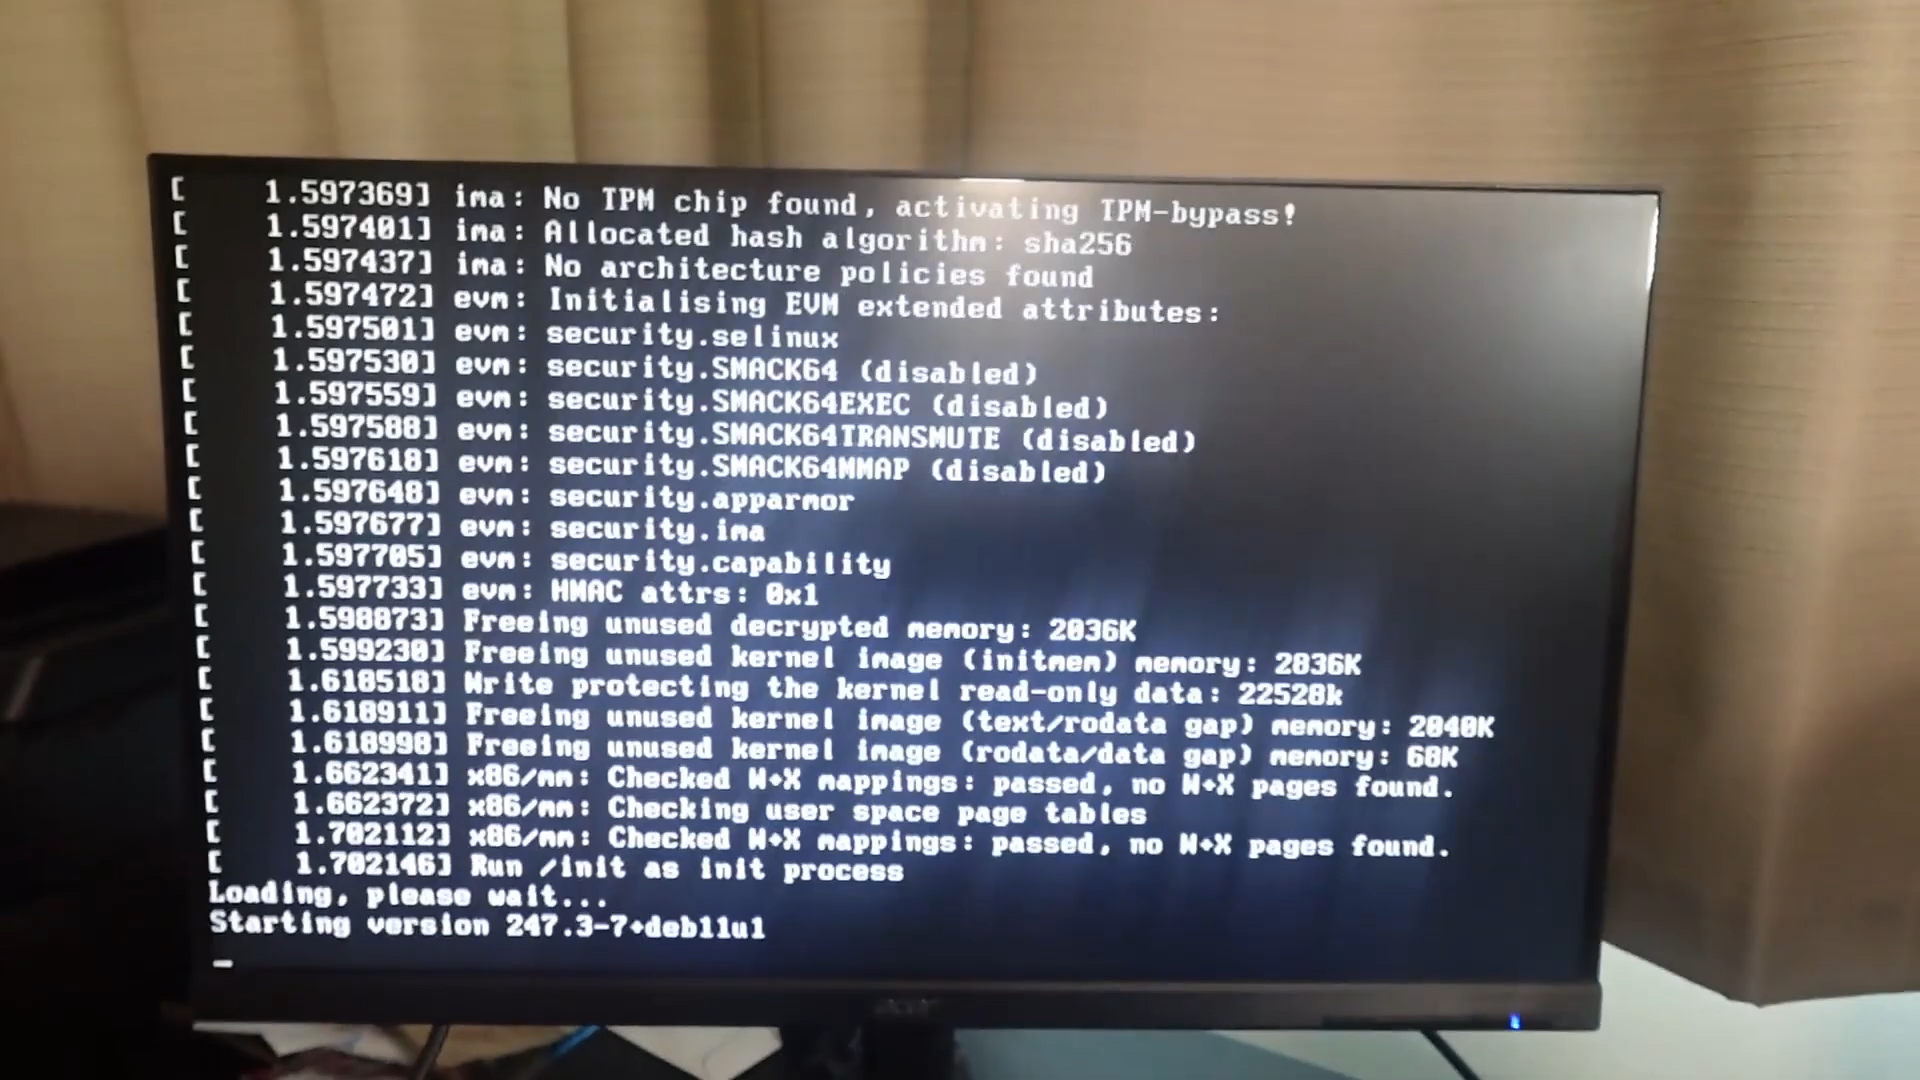 [ 1.597369] ima: No TPM chip found, activating TPM-bypass!
[ 1.597401] ima: Allocated hash algorithm: sha256
[ 1.597437] ima: No architecture policies found
[ 1.597472] evm: Initialising EVM extended attributes:
[ 1.597501] evm: security.selinux
[ 1.597530] evm: security.SMACK64 (disabled)
[ 1.597559] evm: security.SMACK64EXEC (disabled)
[ 1.597588] evm: security.SMACK64TRANSMUTE (disabled)
[ 1.597618] evm: security.SMACK64MMAP (disabled)
[ 1.597648] evm: security.apparmor
[ 1.597677] evm: security.ima
[ 1.597705] evm: security.capability
[ 1.597733] evm: HMAC attrs: 0x1
[ 1.598873] Freeing unused decrypted memory: 2036K
[ 1.599230] Freeing unused kernel image (initmem) memory: 2836K
[ 1.618518] Write protecting the kernel read-only data: 22528k
[ 1.618911] Freeing unused kernel image (text/rodata gap) memory: 2040K
[ 1.618998] Freeing unused kernel image (rodata/data gap) memory: 68K
[ 1.662341] x86/mm: Checked W+X mappings: passed, no W+X pages found.
[ 1.662372] x86/mm: Checking user space page tables
[ 1.702112] x86/mm: Checked W+X mappings: passed, no W+X pages found.
[ 1.702146] Run /init as init process
Loading, please wait...
Starting version 247.3-7+deb11u1
acer